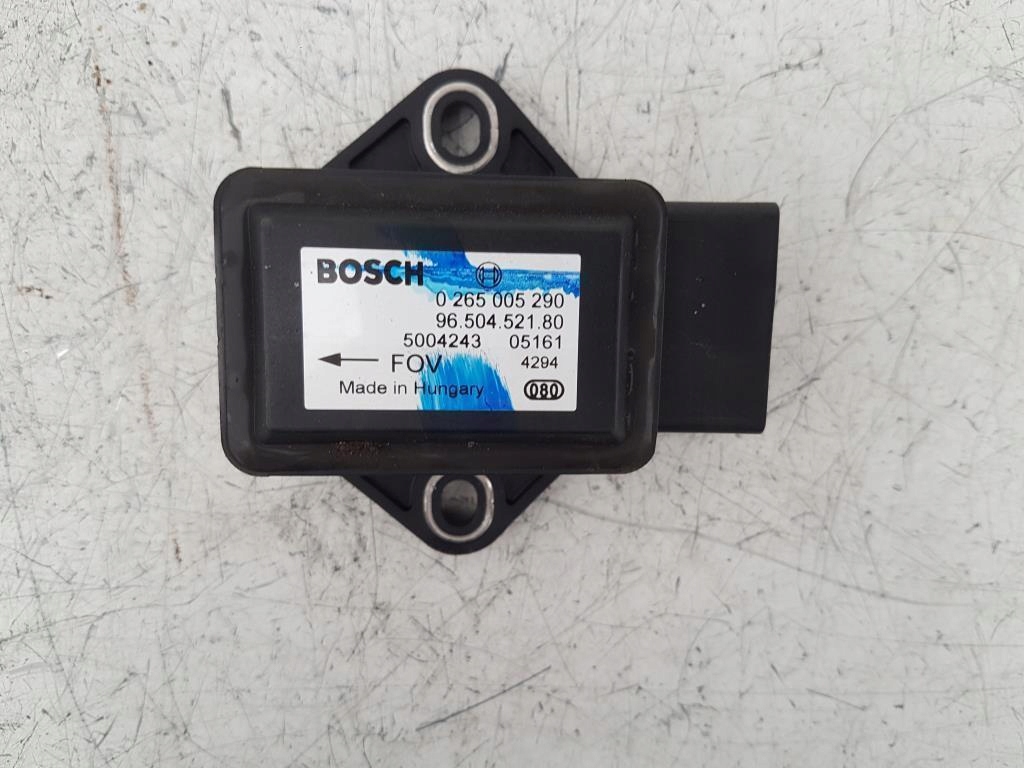 BOSCH
0 265 005 290
96.504.521.80
5004243 05161
FOV 4294
Made in Hungary 080